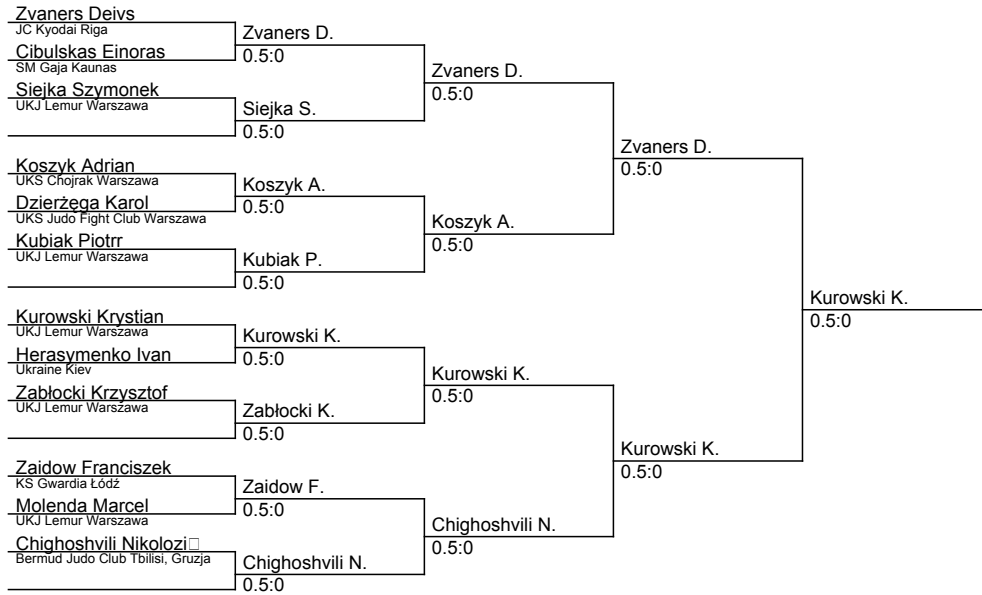 Zvaners Deivs
JC Kyodai Riga
Cibulskas Einoras
SM Gaja Kaunas
Siejka Szymonek
UKJ Lemur Warszawa
Koszyk Adrian
UKS Chojrak Warszawa
Dzierżęga Karol
UKS Judo Fight Club Warszawa
Kubiak Piotrr
UKJ Lemur Warszawa
Kurowski Krystian
UKJ Lemur Warszawa
Herasymenko Ivan
Ukraine Kiev
Zabłocki Krzysztof
UKJ Lemur Warszawa
Zaidow Franciszek
KS Gwardia Łódź
Molenda Marcel
UKJ Lemur Warszawa
Chighoshvili Nikolozi
Bermud Judo Club Tbilisi, Gruzja
Zvaners D.
0.5:0
Siejka S.
0.5:0
Koszyk A.
0.5:0
Kubiak P.
0.5:0
Kurowski K.
0.5:0
Zabłocki K.
0.5:0
Zaidow F.
0.5:0
Chighoshvili N.
0.5:0
Zvaners D.
0.5:0
Koszyk A.
0.5:0
Kurowski K.
0.5:0
Chighoshvili N.
0.5:0
Zvaners D.
0.5:0
Kurowski K.
0.5:0
Kurowski K.
0.5:0